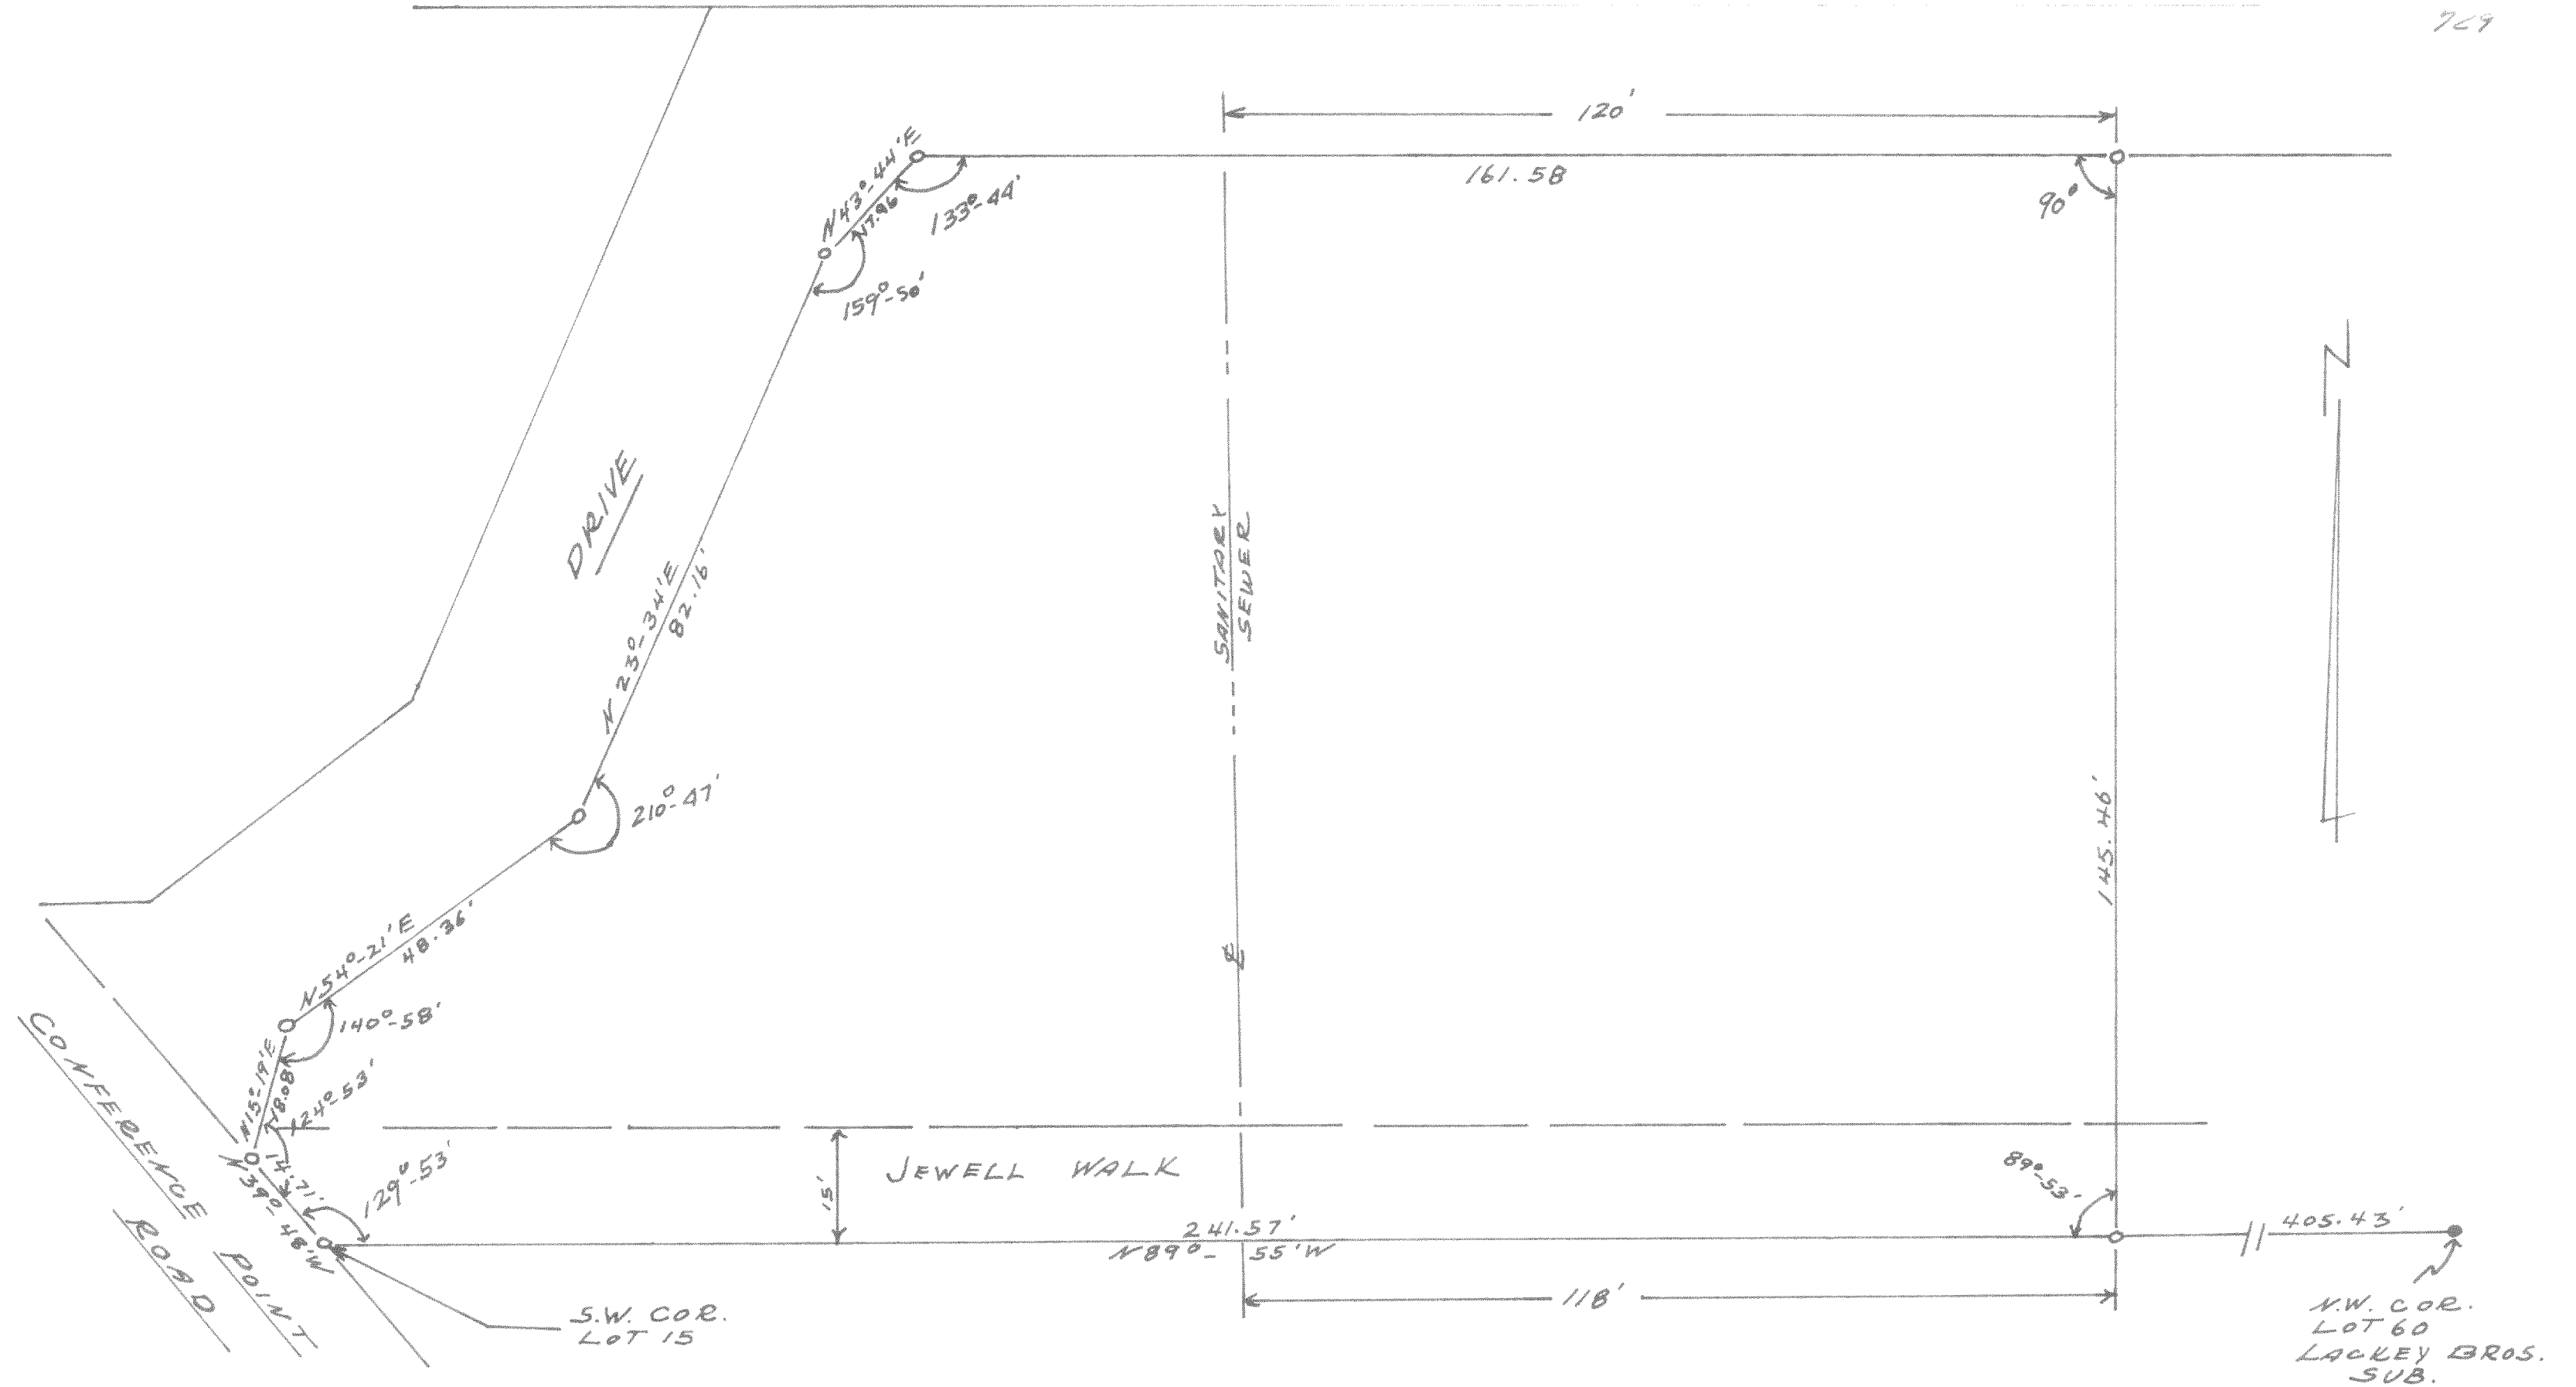 120'
161.58
90°
N43°-44'E
17.96
133°-44'
159°-50'
DRIVE
N 23°-34'E
82.16'
SANITARY
SEWER
210°-47'
145.46'
N54°-21'E
48.36'
140°-58'
N15°-19'E
18.08
124°-53'
N 39°-48'W
14.71'
129°-53'
CONFERENCE
POINT
ROAD
15'
JEWELL WALK
89°-53'
241.57'
N89°-55'W
405.43'
118'
S.W. COR.
LOT 15
N.W. COR.
LOT 60
LACKEY BROS.
SUB.
N